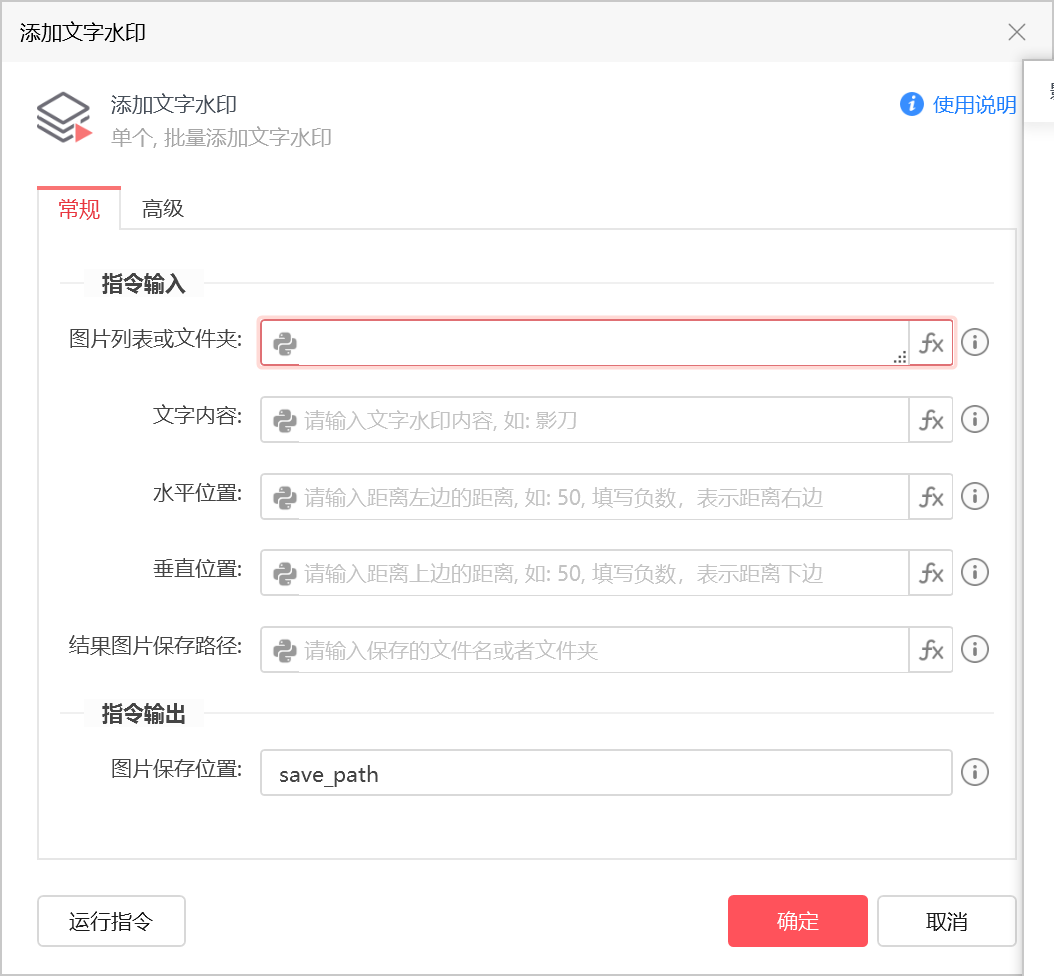 添加文字水印
添加文字水印
使用说明
单个, 批量添加文字水印
常规
高级
指令输入
图片列表或文件夹:
fx
文字内容:
请输入文字水印内容, 如: 影刀
fx
水平位置:
请输入距离左边的距离, 如: 50, 填写负数，表示距离右边
fx
垂直位置:
请输入距离上边的距离, 如: 50, 填写负数，表示距离下边
fx
结果图片保存路径:
请输入保存的文件名或者文件夹
fx
指令输出
图片保存位置:
save_path
运行指令
确定
取消